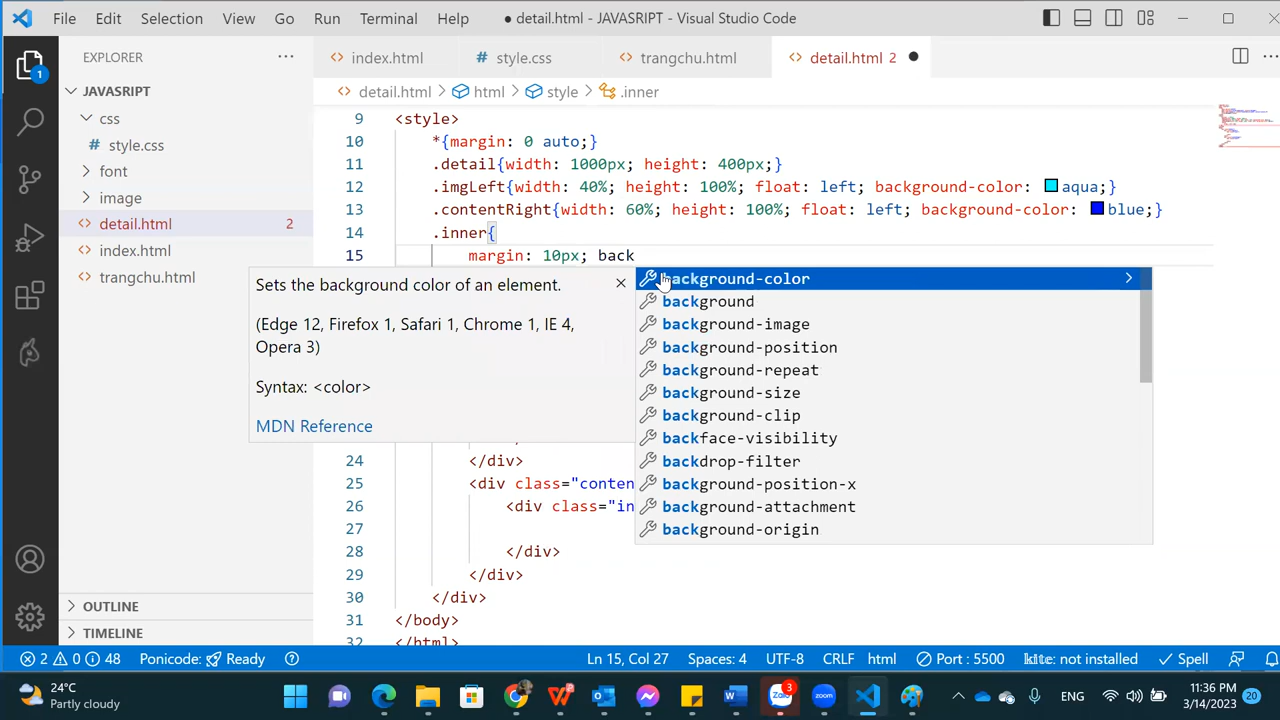 File Edit Selection View Go Run Terminal Help ● detail.html - JAVASRIPT - Visual Studio Code
EXPLORER ···
index.html # style.css trangchu.html detail.html 2 ●
JAVASRIPT
detail.html > html > style > .inner
css
# style.css
font
image
detail.html 2
index.html
trangchu.html
OUTLINE
TIMELINE
1
9 <style>
10 *{margin: 0 auto;}
11 .detail{width: 1000px; height: 400px;}
12 .imgLeft{width: 40%; height: 100%; float: left; background-color: aqua;}
13 .contentRight{width: 60%; height: 100%; float: left; background-color: blue;}
14 .inner{
15 margin: 10px; back
Sets the background color of an element.
(Edge 12, Firefox 1, Safari 1, Chrome 1, IE 4,
Opera 3)
Syntax: <color>
MDN Reference
background-color
background
background-image
background-position
background-repeat
background-size
background-clip
backface-visibility
backdrop-filter
background-position-x
background-attachment
background-origin
24 </div>
25 <div class="conten
26 <div class="in
27
28 </div>
29 </div>
30 </div>
31 </body>
32 </html>
2 0 48 Ponicode: Ready Ln 15, Col 27 Spaces: 4 UTF-8 CRLF html Port : 5500 kite: not installed Spell
24°C
Partly cloudy
Zalo 3 zoom
ENG
11:36 PM
3/14/2023 20